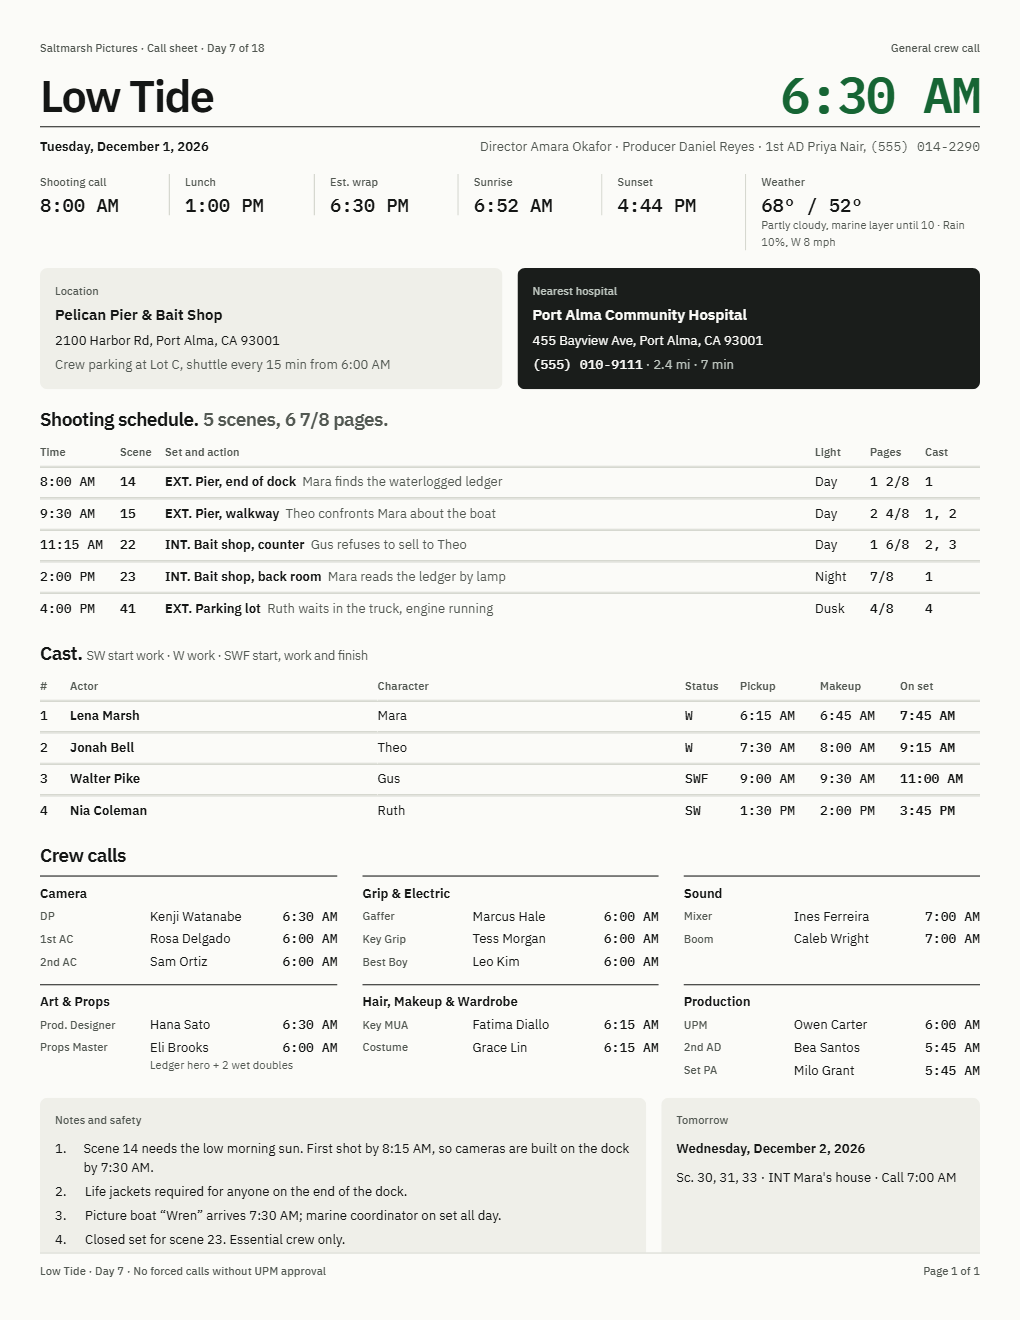 Saltmarsh Pictures · Call sheet · Day 7 of 18
General crew call
Low Tide
6:30 AM
Tuesday, December 1, 2026
Director Amara Okafor · Producer Daniel Reyes · 1st AD Priya Nair, (555) 014-2290
Shooting call
8:00 AM
Lunch
1:00 PM
Est. wrap
6:30 PM
Sunrise
6:52 AM
Sunset
4:44 PM
Weather
68° / 52°
Partly cloudy, marine layer until 10 · Rain
10%, W 8 mph
Location
Pelican Pier & Bait Shop
2100 Harbor Rd, Port Alma, CA 93001
Crew parking at Lot C, shuttle every 15 min from 6:00 AM
Nearest hospital
Port Alma Community Hospital
455 Bayview Ave, Port Alma, CA 93001
(555) 010-9111 · 2.4 mi · 7 min
Shooting schedule. 5 scenes, 6 7/8 pages.
Time Scene Set and action Light Pages Cast
8:00 AM 14 EXT. Pier, end of dock Mara finds the waterlogged ledger Day 1 2/8 1
9:30 AM 15 EXT. Pier, walkway Theo confronts Mara about the boat Day 2 4/8 1, 2
11:15 AM 22 INT. Bait shop, counter Gus refuses to sell to Theo Day 1 6/8 2, 3
2:00 PM 23 INT. Bait shop, back room Mara reads the ledger by lamp Night 7/8 1
4:00 PM 41 EXT. Parking lot Ruth waits in the truck, engine running Dusk 4/8 4
Cast. SW start work · W work · SWF start, work and finish
# Actor Character Status Pickup Makeup On set
1 Lena Marsh Mara W 6:15 AM 6:45 AM 7:45 AM
2 Jonah Bell Theo W 7:30 AM 8:00 AM 9:15 AM
3 Walter Pike Gus SWF 9:00 AM 9:30 AM 11:00 AM
4 Nia Coleman Ruth SW 1:30 PM 2:00 PM 3:45 PM
Crew calls
Camera
DP Kenji Watanabe 6:30 AM
1st AC Rosa Delgado 6:00 AM
2nd AC Sam Ortiz 6:00 AM
Grip & Electric
Gaffer Marcus Hale 6:00 AM
Key Grip Tess Morgan 6:00 AM
Best Boy Leo Kim 6:00 AM
Sound
Mixer Ines Ferreira 7:00 AM
Boom Caleb Wright 7:00 AM
Art & Props
Prod. Designer Hana Sato 6:30 AM
Props Master Eli Brooks 6:00 AM
Ledger hero + 2 wet doubles
Hair, Makeup & Wardrobe
Key MUA Fatima Diallo 6:15 AM
Costume Grace Lin 6:15 AM
Production
UPM Owen Carter 6:00 AM
2nd AD Bea Santos 5:45 AM
Set PA Milo Grant 5:45 AM
Notes and safety
1. Scene 14 needs the low morning sun. First shot by 8:15 AM, so cameras are built on the dock
by 7:30 AM.
2. Life jackets required for anyone on the end of the dock.
3. Picture boat “Wren” arrives 7:30 AM; marine coordinator on set all day.
4. Closed set for scene 23. Essential crew only.
Tomorrow
Wednesday, December 2, 2026
Sc. 30, 31, 33 · INT Mara's house · Call 7:00 AM
Low Tide · Day 7 · No forced calls without UPM approval
Page 1 of 1